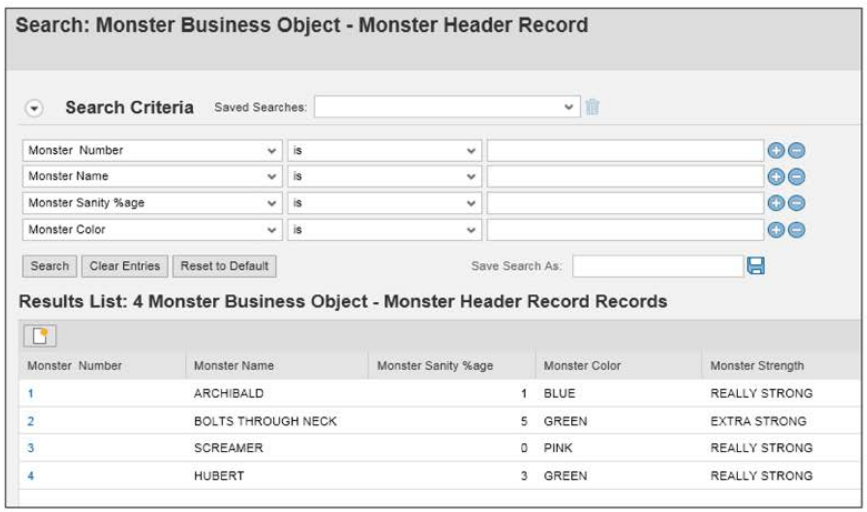 Search: Monster Business Object - Monster Header Record
Search Criteria Saved Searches:
Monster Number is
Monster Name is
Monster Sanity %age is
Monster Color is
Search Clear Entries Reset to Default Save Search As:
Results List: 4 Monster Business Object - Monster Header Record Records
Monster Number Monster Name Monster Sanity %age Monster Color Monster Strength
1 ARCHIBALD 1 BLUE REALLY STRONG
2 BOLTS THROUGH NECK 5 GREEN EXTRA STRONG
3 SCREAMER 0 PINK REALLY STRONG
4 HUBERT 3 GREEN REALLY STRONG